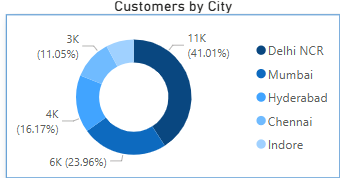 Customers by City
3K
(11.05%)
11K
(41.01%)
4K
(16.17%)
6K (23.96%)
Delhi NCR
Mumbai
Hyderabad
Chennai
Indore